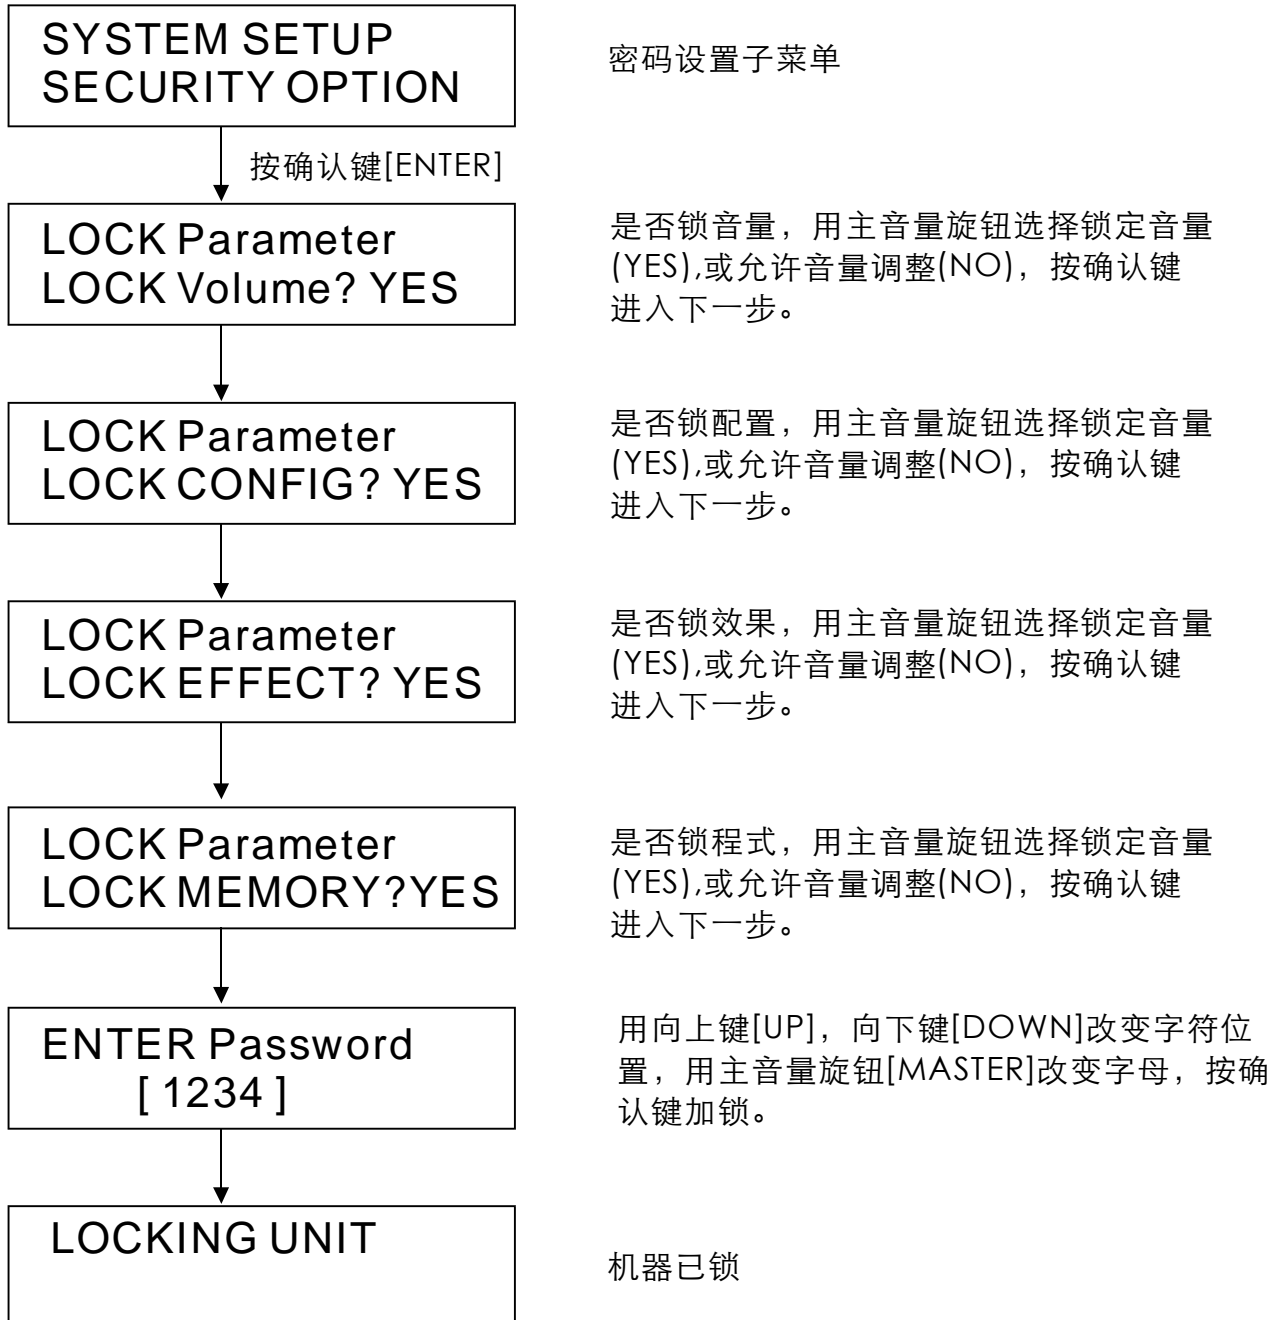 SYSTEM SETUP
SECURITY OPTION
密码设置子菜单
按确认键[ENTER]
LOCK Parameter
LOCK Volume? YES
是否锁音量，用主音量旋钮选择锁定音量
(YES),或允许音量调整(NO)，按确认键
进入下一步。
LOCK Parameter
LOCK CONFIG? YES
是否锁配置，用主音量旋钮选择锁定音量
(YES),或允许音量调整(NO)，按确认键
进入下一步。
LOCK Parameter
LOCK EFFECT? YES
是否锁效果，用主音量旋钮选择锁定音量
(YES),或允许音量调整(NO)，按确认键
进入下一步。
LOCK Parameter
LOCK MEMORY?YES
是否锁程式，用主音量旋钮选择锁定音量
(YES),或允许音量调整(NO)，按确认键
进入下一步。
ENTER Password
[ 1234 ]
用向上键[UP]，向下键[DOWN]改变字符位
置，用主音量旋钮[MASTER]改变字母，按确
认键加锁。
LOCKING UNIT
机器已锁